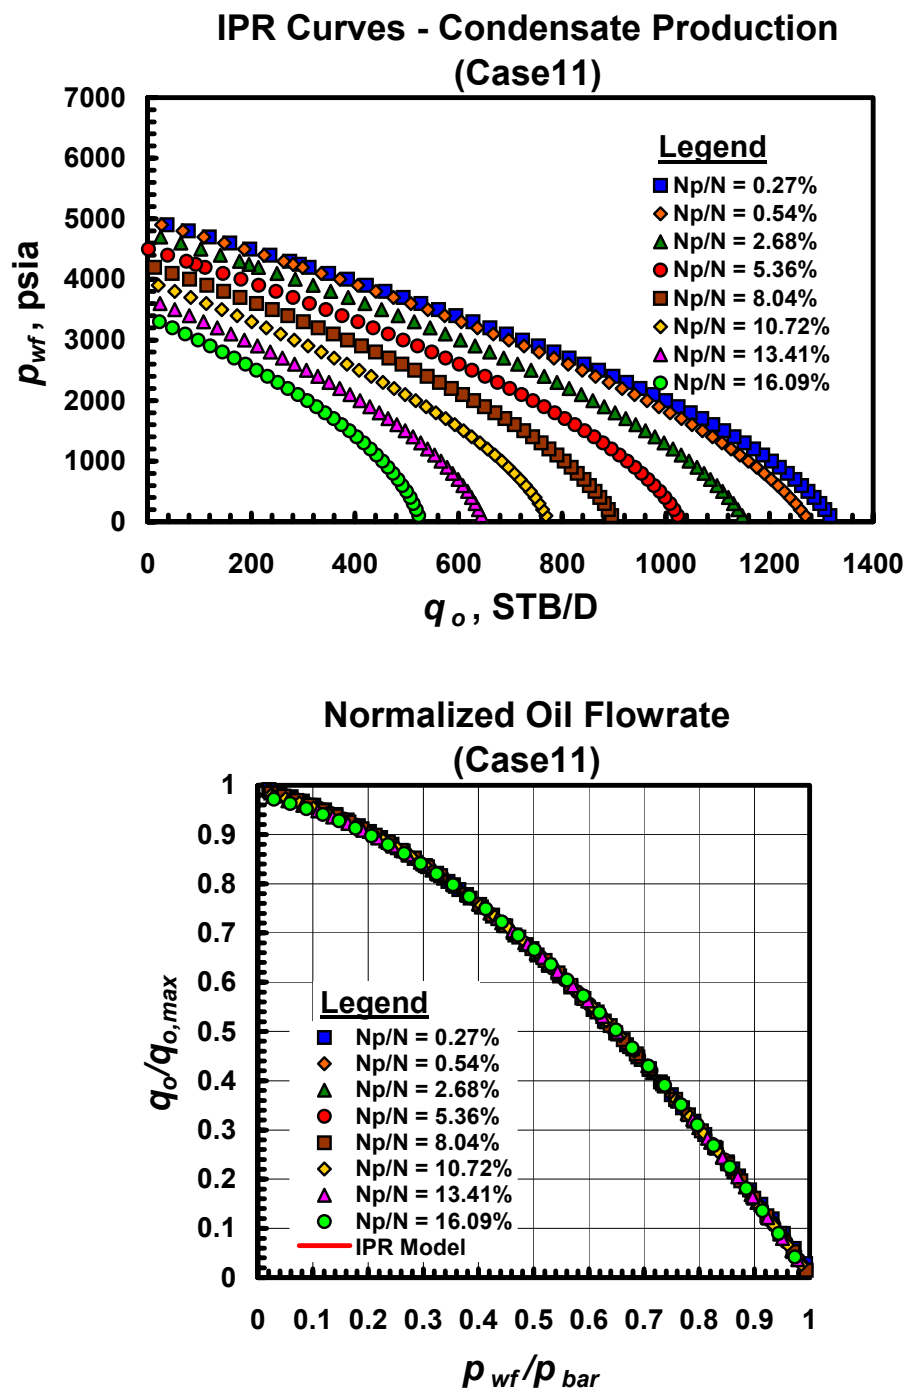 IPR Curves - Condensate Production
(Case11)
7000
6000
5000
4000
3000
2000
1000
0
p wf , psia
Legend
Np/N = 0.27%
Np/N = 0.54%
Np/N = 2.68%
Np/N = 5.36%
Np/N = 8.04%
Np/N = 10.72%
Np/N = 13.41%
Np/N = 16.09%
0 200 400 600 800 1000 1200 1400
q o , STB/D
Normalized Oil Flowrate
(Case11)
1
0.9
0.8
0.7
0.6
0.5
0.4
0.3
0.2
0.1
0
qo/qo,max
Legend
Np/N = 0.27%
Np/N = 0.54%
Np/N = 2.68%
Np/N = 5.36%
Np/N = 8.04%
Np/N = 10.72%
Np/N = 13.41%
Np/N = 16.09%
IPR Model
0 0.1 0.2 0.3 0.4 0.5 0.6 0.7 0.8 0.9 1
p wf /p bar